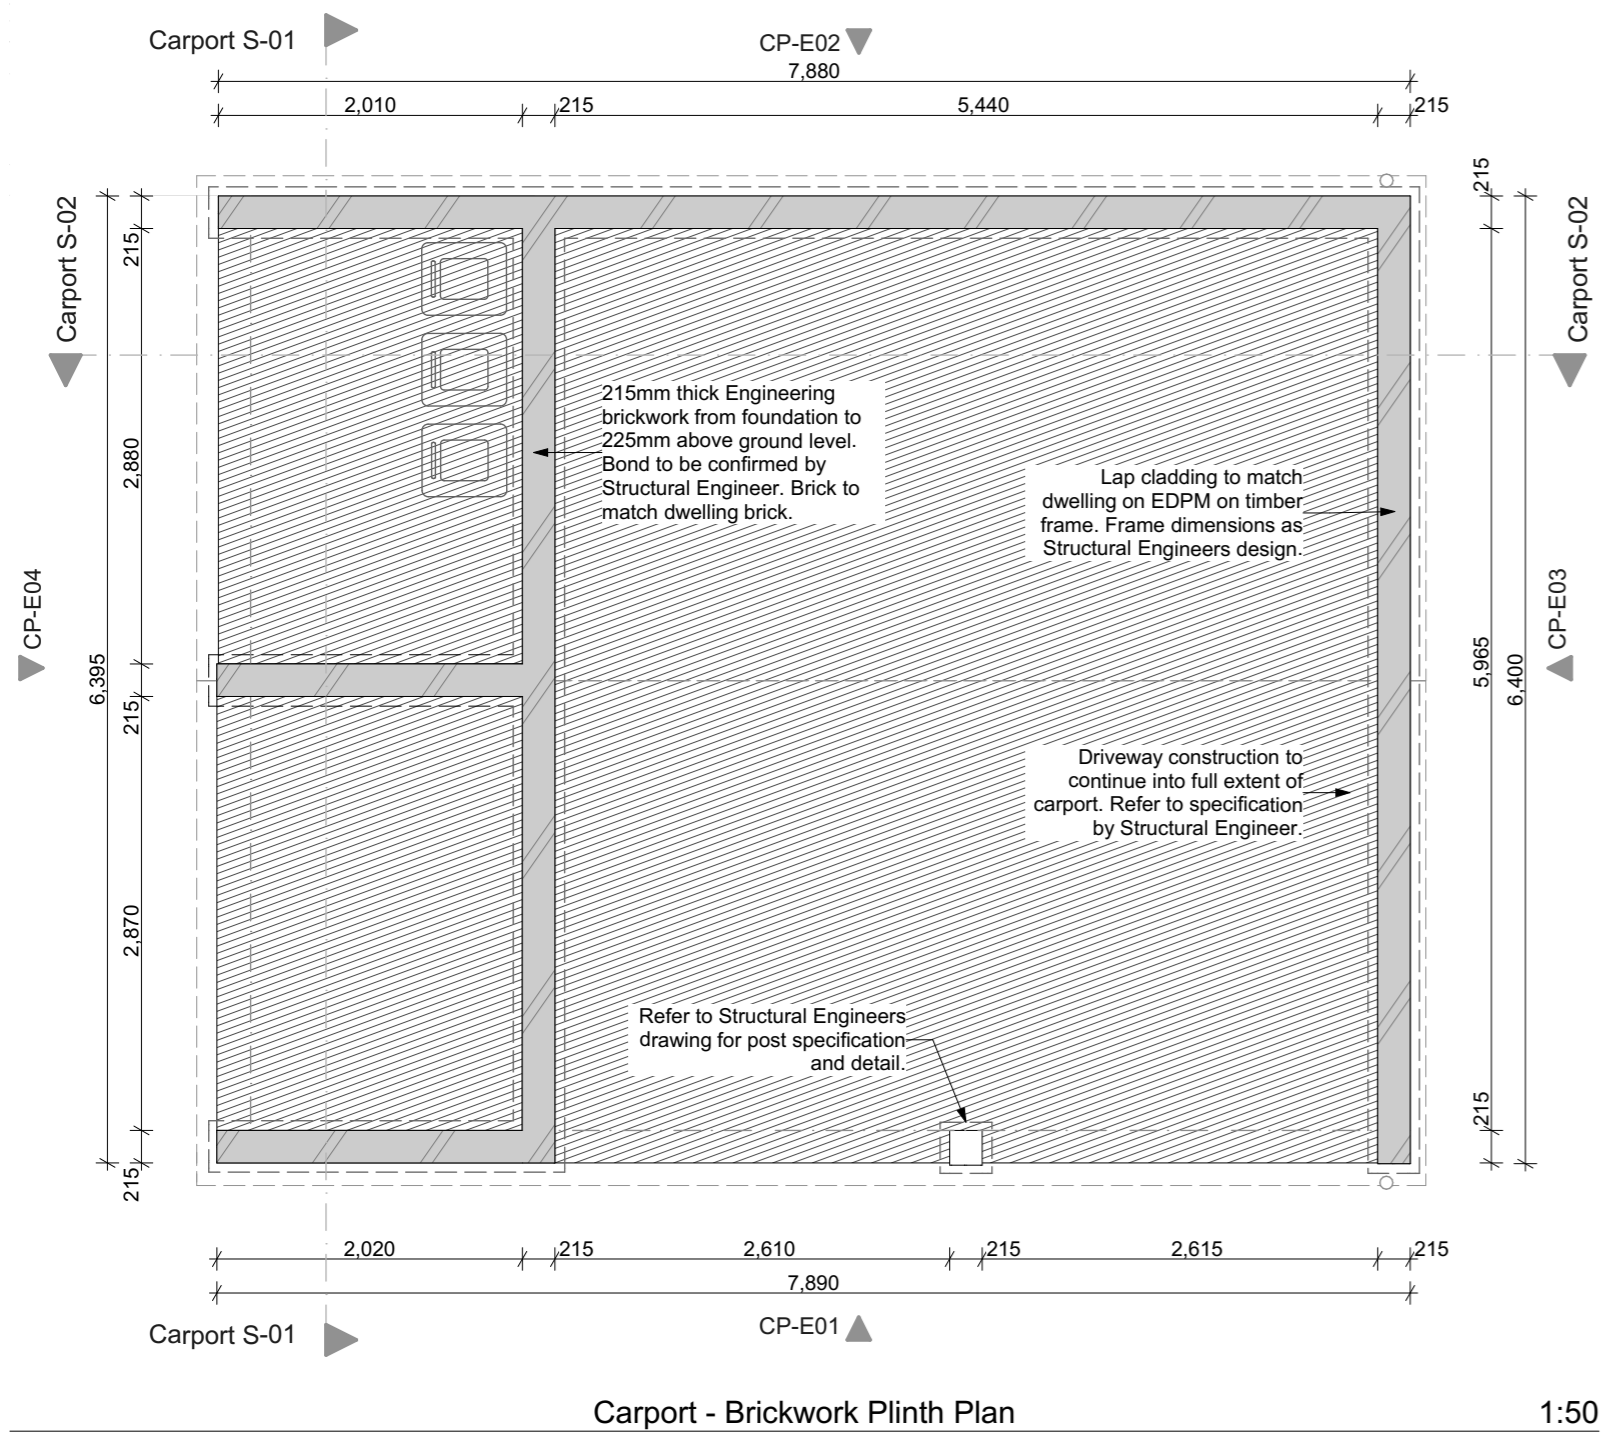 Carport S-01
CP-E02
7,880
2,010
215
5,440
215
215
215
Carport S-02
Carport S-02
215mm thick Engineering
brickwork from foundation to
225mm above ground level.
Bond to be confirmed by
Structural Engineer. Brick to
match dwelling brick.
Lap cladding to match
dwelling on EDPM on timber
frame. Frame dimensions as
Structural Engineers design.
2,880
CP-E04
CP-E03
6,395
215
5,965
6,400
Driveway construction to
continue into full extent of
carport. Refer to specification
by Structural Engineer.
2,870
Refer to Structural Engineers
drawing for post specification
and detail.
215
215
2,020
215
2,610
215
2,615
215
7,890
Carport S-01
CP-E01
Carport - Brickwork Plinth Plan
1:50